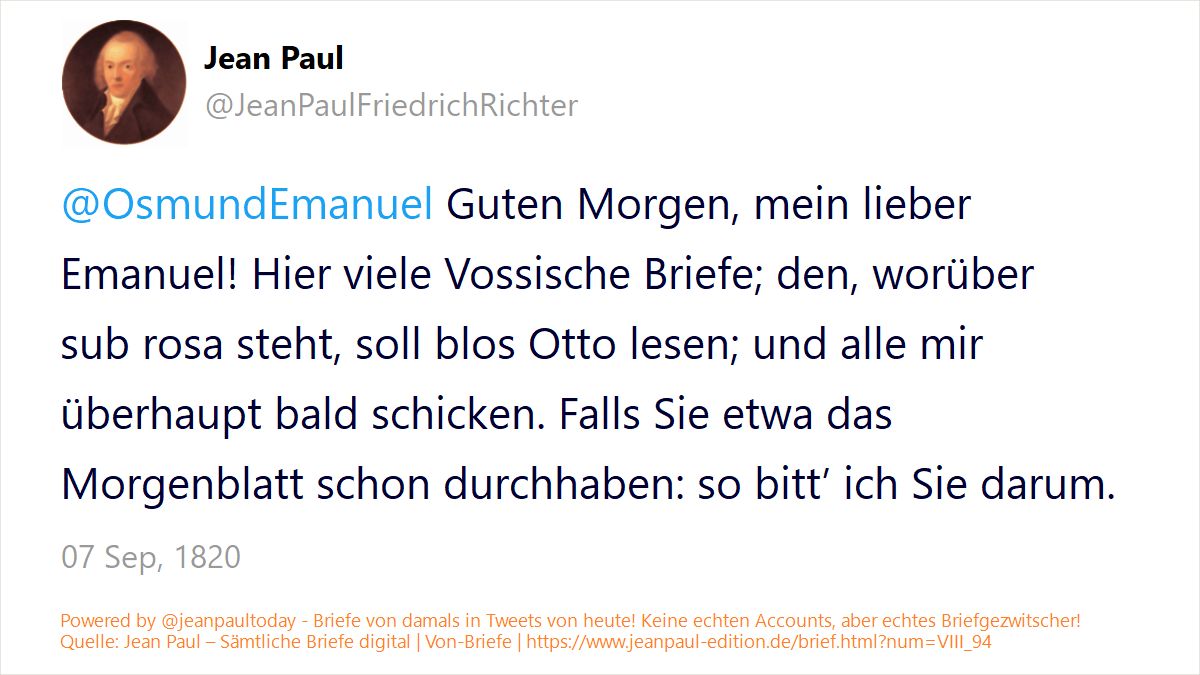 Jean Paul
@JeanPaulFriedrichRichter
@OsmundEmanuel Guten Morgen, mein lieber
Emanuel! Hier viele Vossische Briefe; den, worüber
sub rosa steht, soll blos Otto lesen; und alle mir
überhaupt bald schicken. Falls Sie etwa das
Morgenblatt schon durchhaben: so bitt’ ich Sie darum.
07 Sep, 1820
Powered by @jeanpaultoday - Briefe von damals in Tweets von heute! Keine echten Accounts, aber echtes Briefgezwitscher!
Quelle: Jean Paul – Sämtliche Briefe digital | Von-Briefe | https://www.jeanpaul-edition.de/brief.html?num=VIII_94